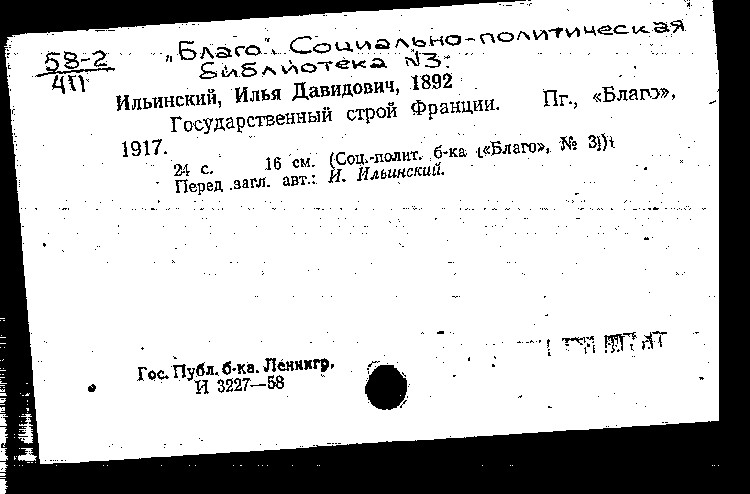 58-2
411
„Благо". Социально-политическая
библиотека N3.
Ильинский, Илья Давидович, 1892
Государственный строй Франции. Пг., «Благо»,
1917.
24 с. 16 см. (Соц.-полит. б-ка («Благо», № 3))
Перед загл. авт.: И. Ильинский.
Гос. Публ. б-ка. Ленингр.
И 3227—58